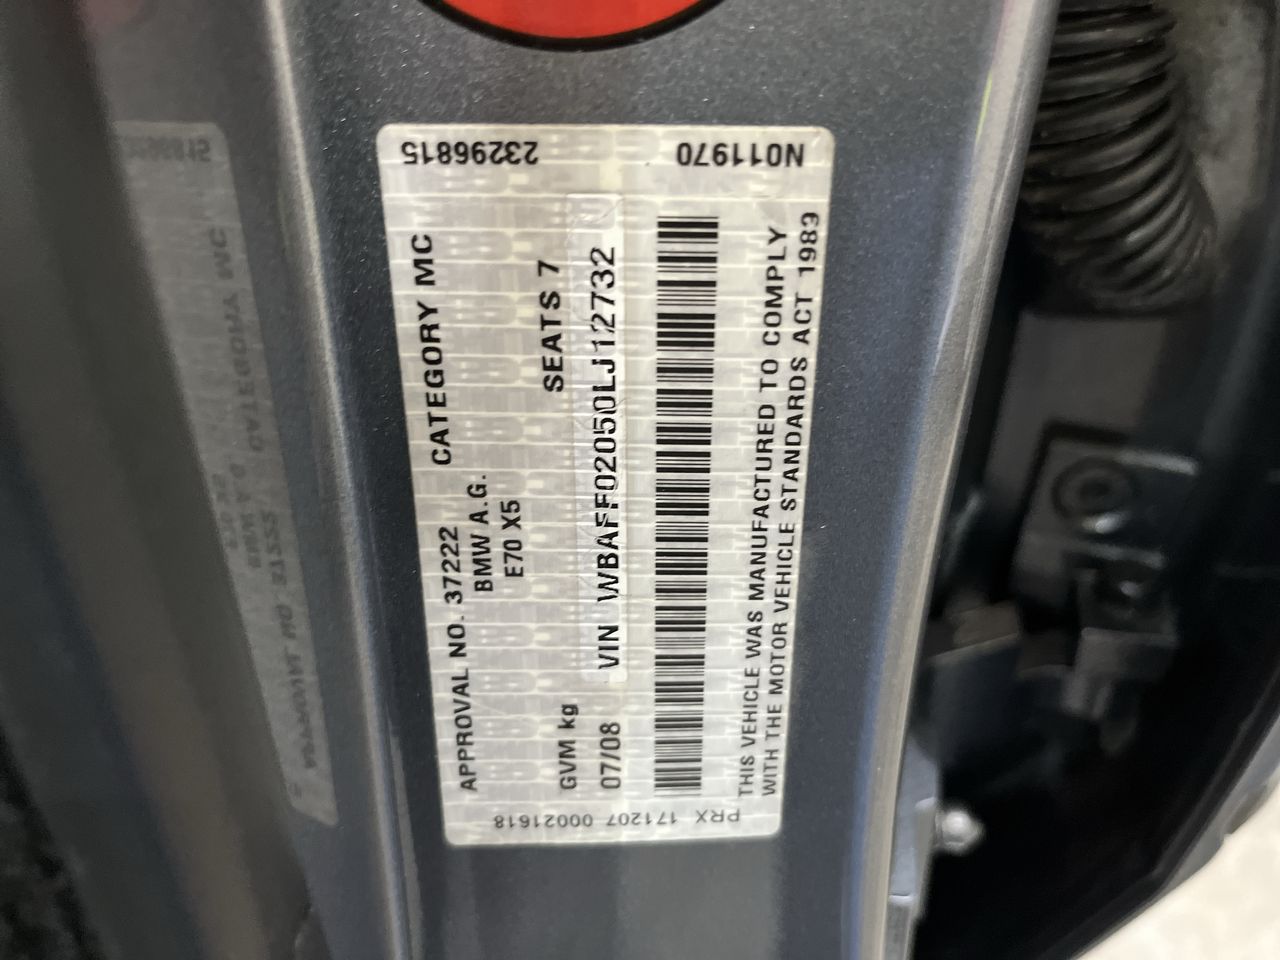 N011970 23296815
APPROVAL NO. 37222 CATEGORY MC
BMW A.G.
E70 X5
GVM kg SEATS 7
07/08 VIN WBAFF02050LJ12732
THIS VEHICLE WAS MANUFACTURED TO COMPLY
WITH THE MOTOR VEHICLE STANDARDS ACT 1989
PRX 171207 00021618